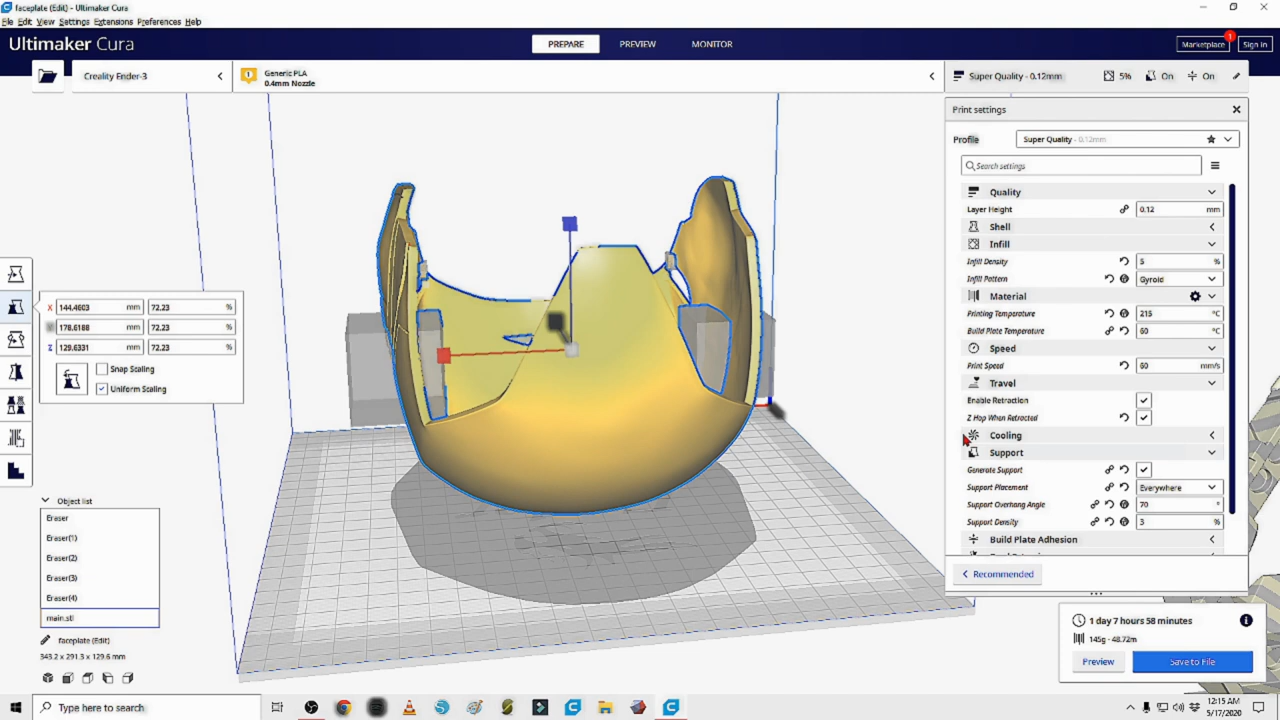 faceplate (Edit) - Ultimaker Cura
File Edit View Settings Extensions Preferences Help
Ultimaker Cura
PREPARE
PREVIEW
MONITOR
Marketplace
1
Sign in
Creality Ender-3
1
Generic PLA
0.4mm Nozzle
Super Quality - 0.12mm
5%
On
On
Print settings
Profile
Super Quality - 0.12mm
Search settings
Quality
Layer Height
0.12 mm
Shell
Infill
Infill Density
5 %
Infill Pattern
Gyroid
Material
Printing Temperature
215 °C
Build Plate Temperature
60 °C
Speed
Print Speed
60 mm/s
Travel
Enable Retraction
Z Hop When Retracted
Cooling
Support
Generate Support
Support Placement
Everywhere
Support Overhang Angle
70 °
Support Density
3 %
Build Plate Adhesion
Recommended
X 144.4603 mm 72.23 %
178.6188 mm 72.23 %
Z 129.6331 mm 72.23 %
Snap Scaling
Uniform Scaling
Object list
Eraser
Eraser(1)
Eraser(2)
Eraser(3)
Eraser(4)
main.stl
faceplate (Edit)
343.2 x 291.3 x 129.6 mm
1 day 7 hours 58 minutes
145g · 48.72m
Preview
Save to File
Type here to search
12:15 AM
5/17/2020